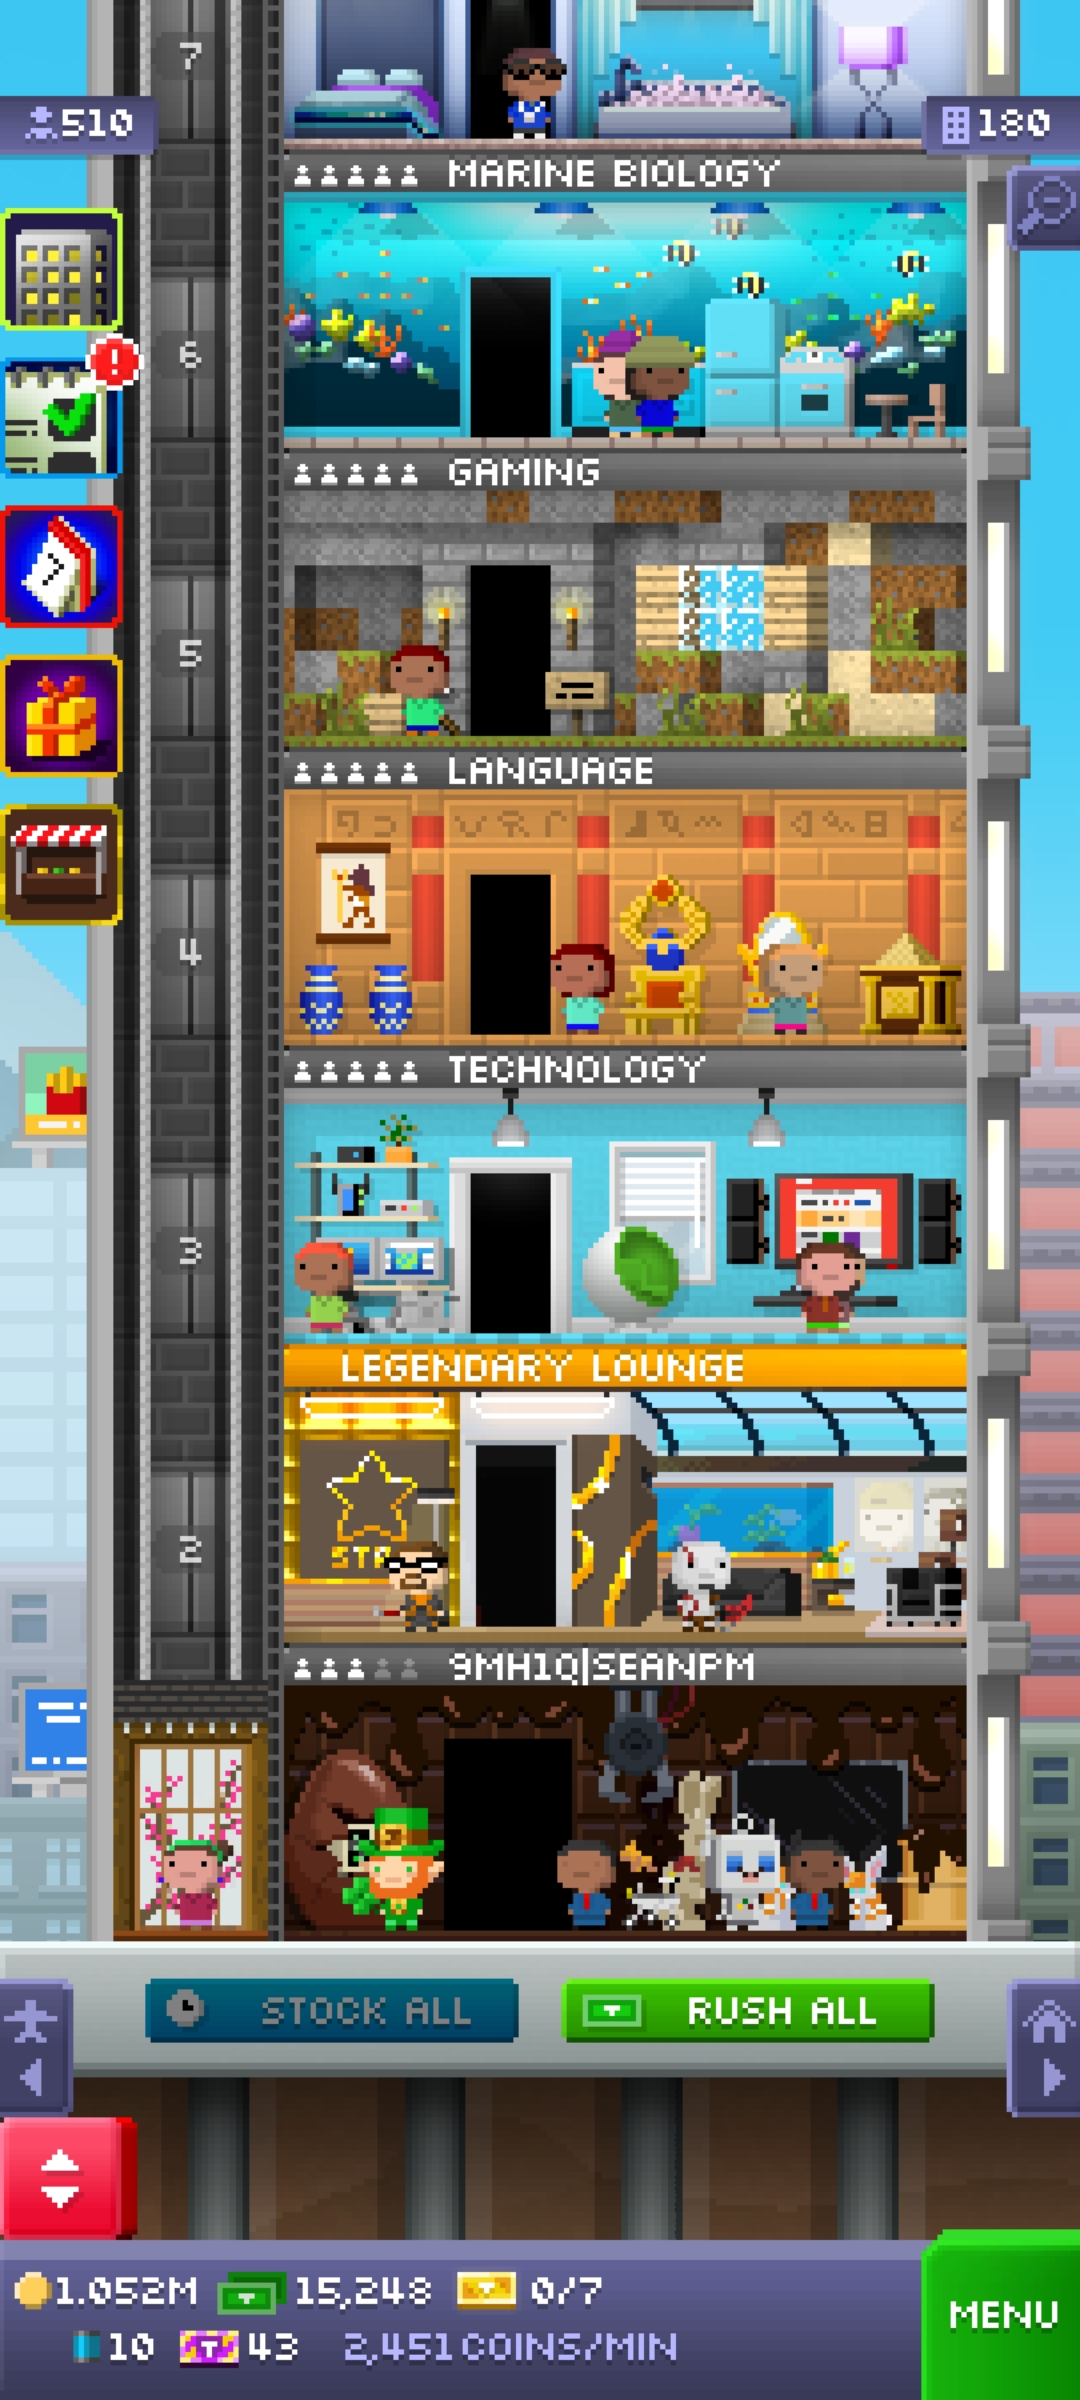 7
510
180
MARINE BIOLOGY
6
GAMING
5
LANGUAGE
4
TECHNOLOGY
3
LEGENDARY LOUNGE
2
9MH1Q|SEANPM
STOCK ALL
RUSH ALL
1.052M 15,248 0/7
MENU
10 43 2,451 COINS/MIN